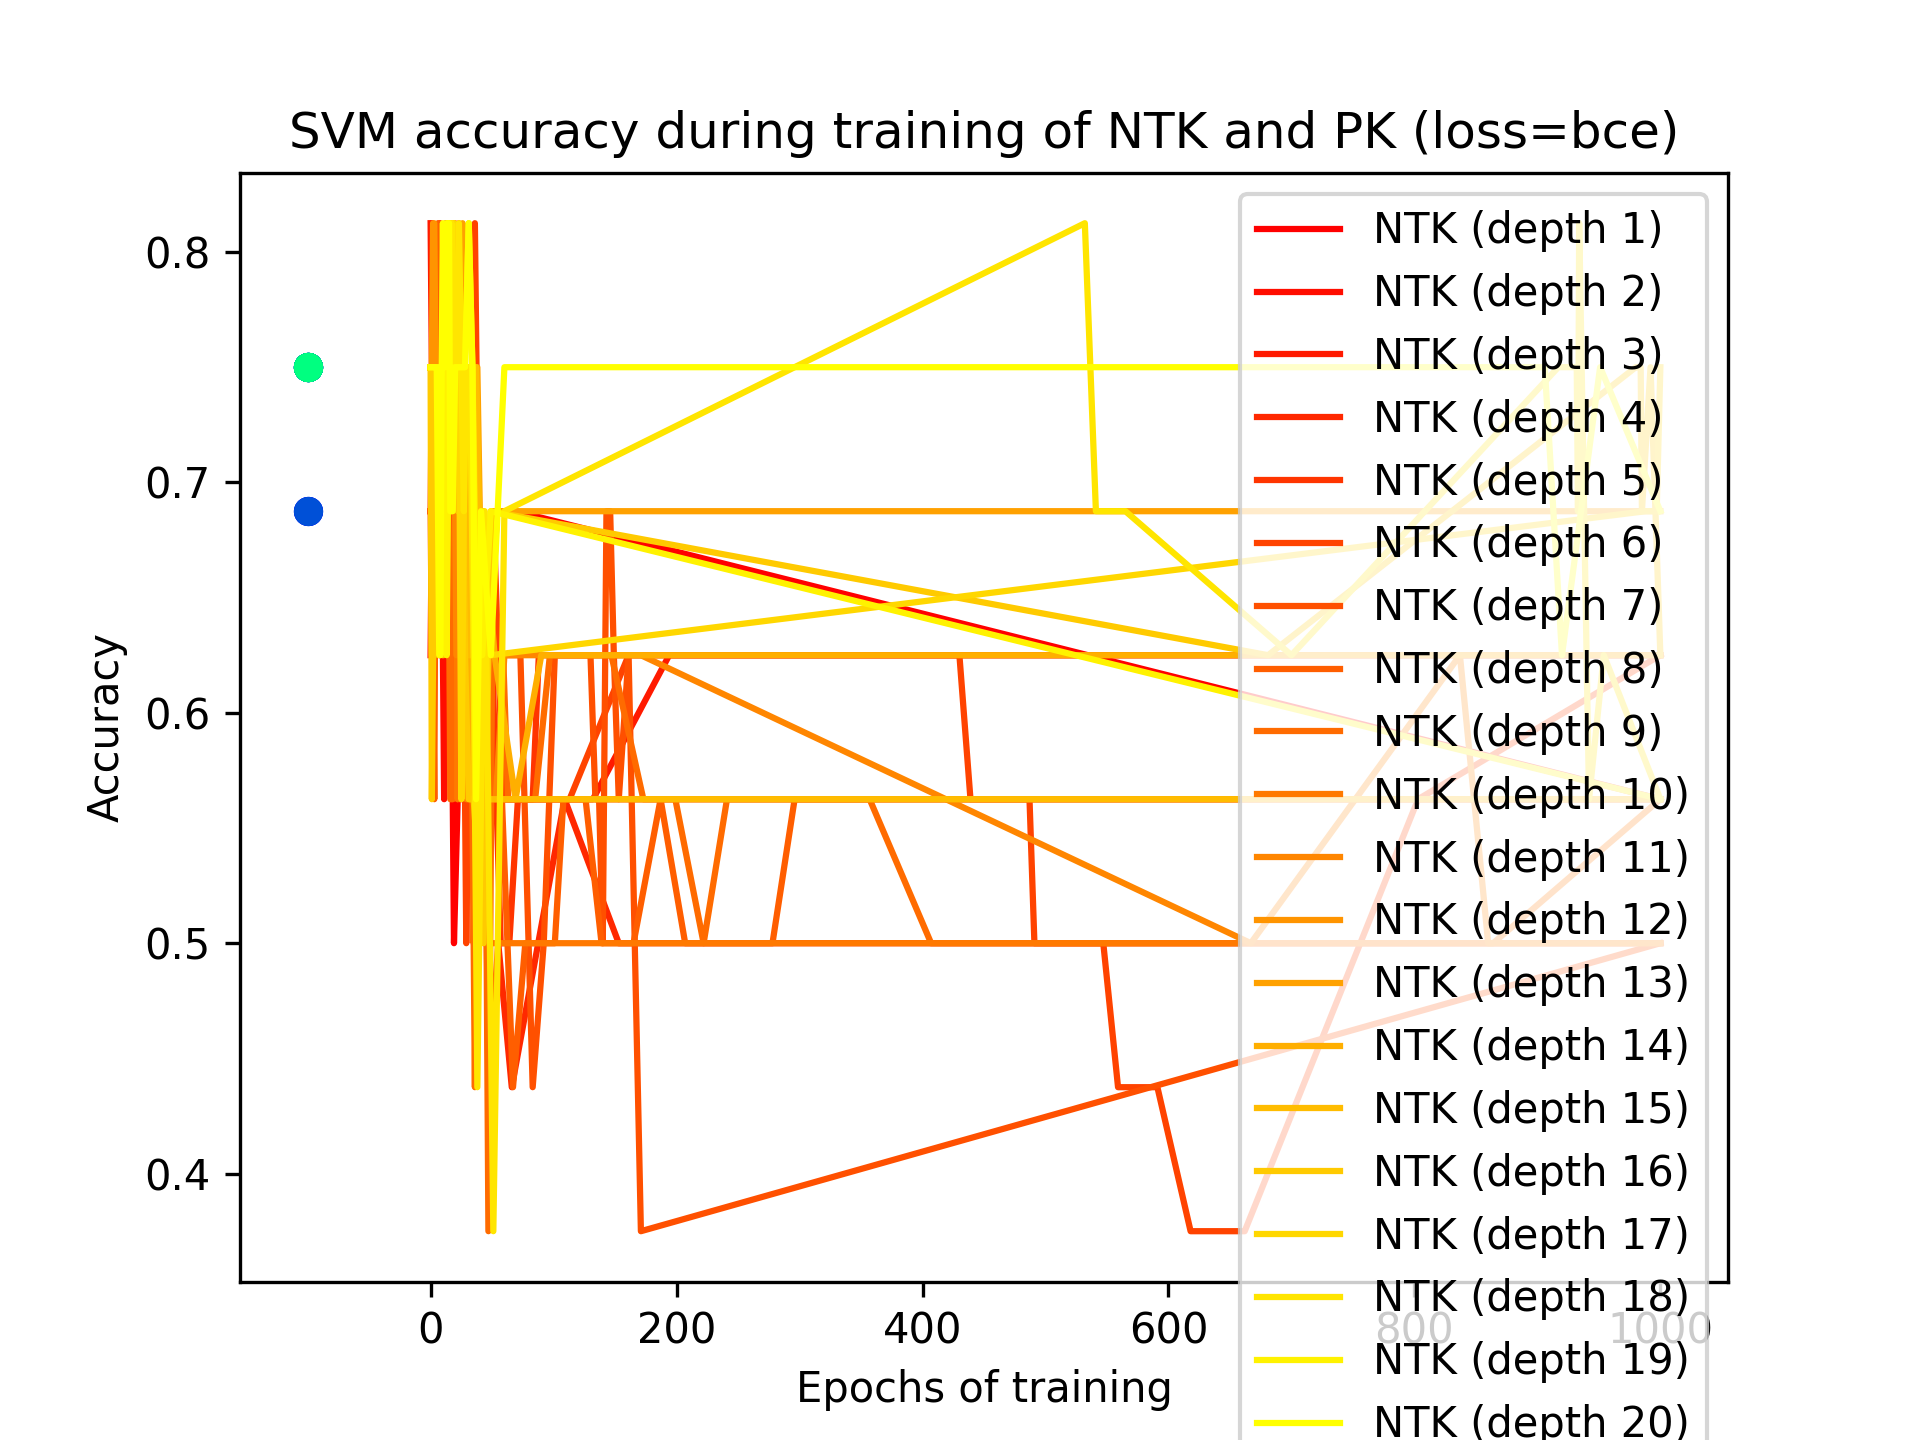 SVM accuracy during training of NTK and PK (loss=bce)
Accuracy
0.8
0.7
0.6
0.5
0.4
0
200
400
600
800
1000
Epochs of training
NTK (depth 1)
NTK (depth 2)
NTK (depth 3)
NTK (depth 4)
NTK (depth 5)
NTK (depth 6)
NTK (depth 7)
NTK (depth 8)
NTK (depth 9)
NTK (depth 10)
NTK (depth 11)
NTK (depth 12)
NTK (depth 13)
NTK (depth 14)
NTK (depth 15)
NTK (depth 16)
NTK (depth 17)
NTK (depth 18)
NTK (depth 19)
NTK (depth 20)